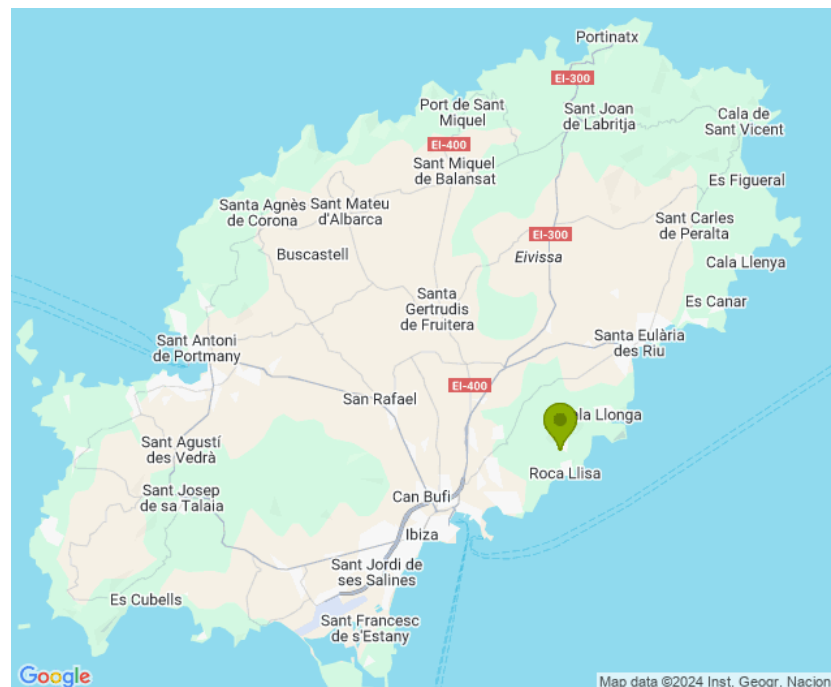 Portinatx
EI-300
Port de Sant
Miquel
Sant Joan
de Labritja
Cala de
Sant Vicent
EI-400
Sant Miquel
de Balansat
Es Figueral
Santa Agnès
de Corona
Sant Mateu
d'Albarca
Sant Carles
de Peralta
EI-300
Buscastell
Eivissa
Cala Llenya
Santa
Gertrudis
de Fruitera
Es Canar
Sant Antoni
de Portmany
Santa Eulària
des Riu
EI-400
San Rafael
ela Llonga
Sant Agustí
des Vedrà
Roca Llisa
Sant Josep
de sa Talaia
Can Bufi
Ibiza
Sant Jordi de
ses Salines
Es Cubells
Sant Francesc
de s'Estany
Google
Map data ©2024 Inst. Geogr. Nacion